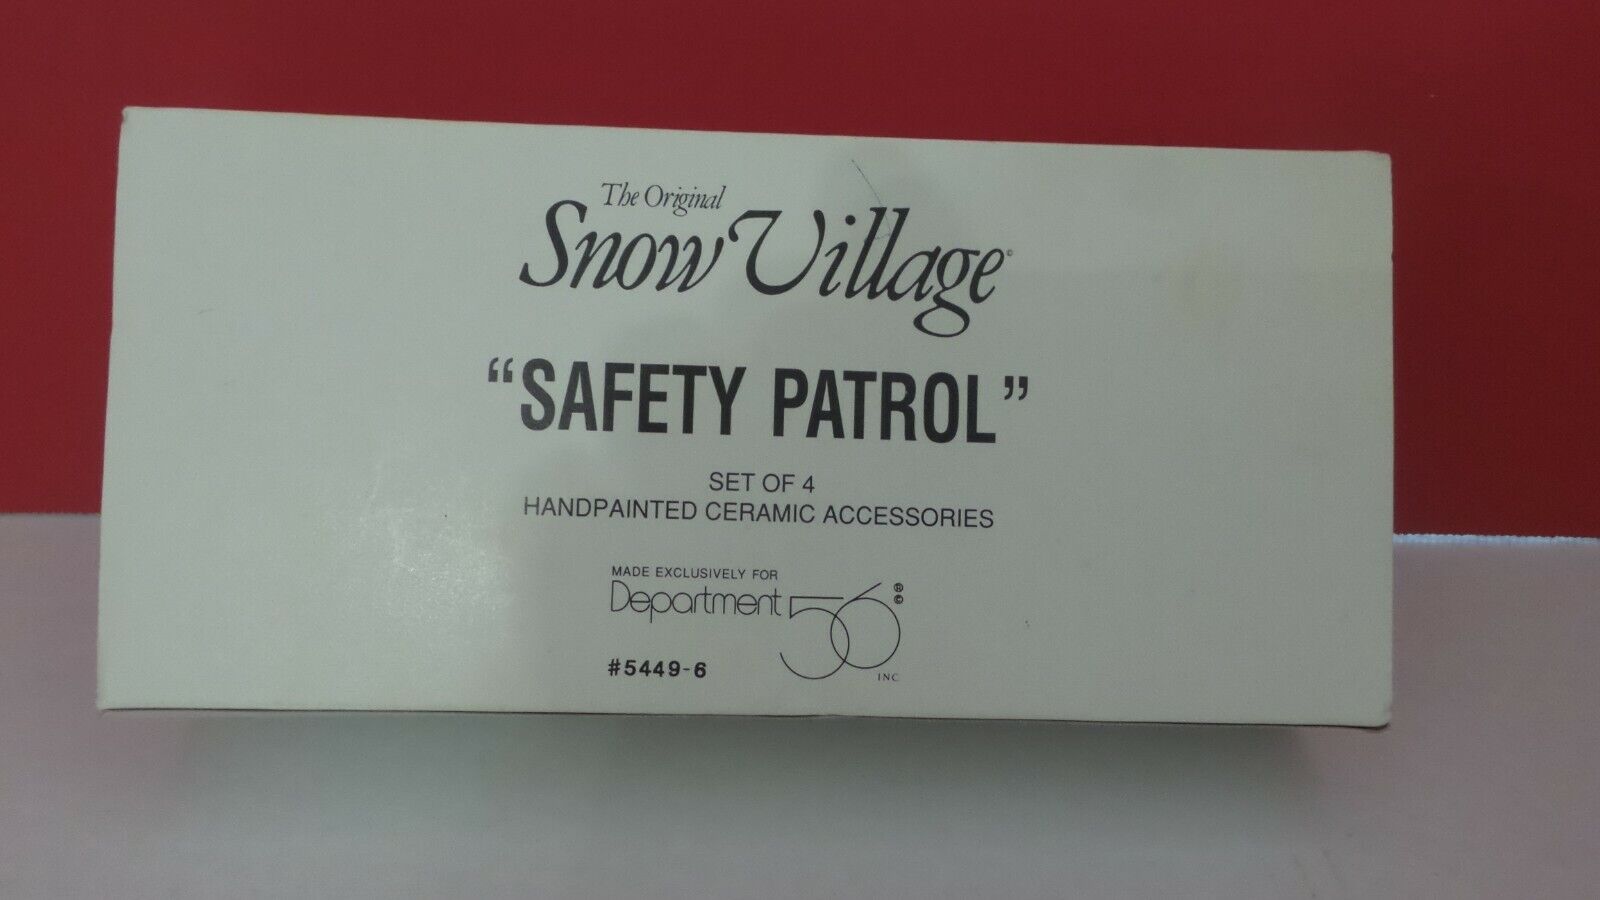 The Original
Snow Village©
“SAFETY PATROL”
SET OF 4
HANDPAINTED CERAMIC ACCESSORIES
MADE EXCLUSIVELY FOR
Department 56 ® ©
INC
#5449-6